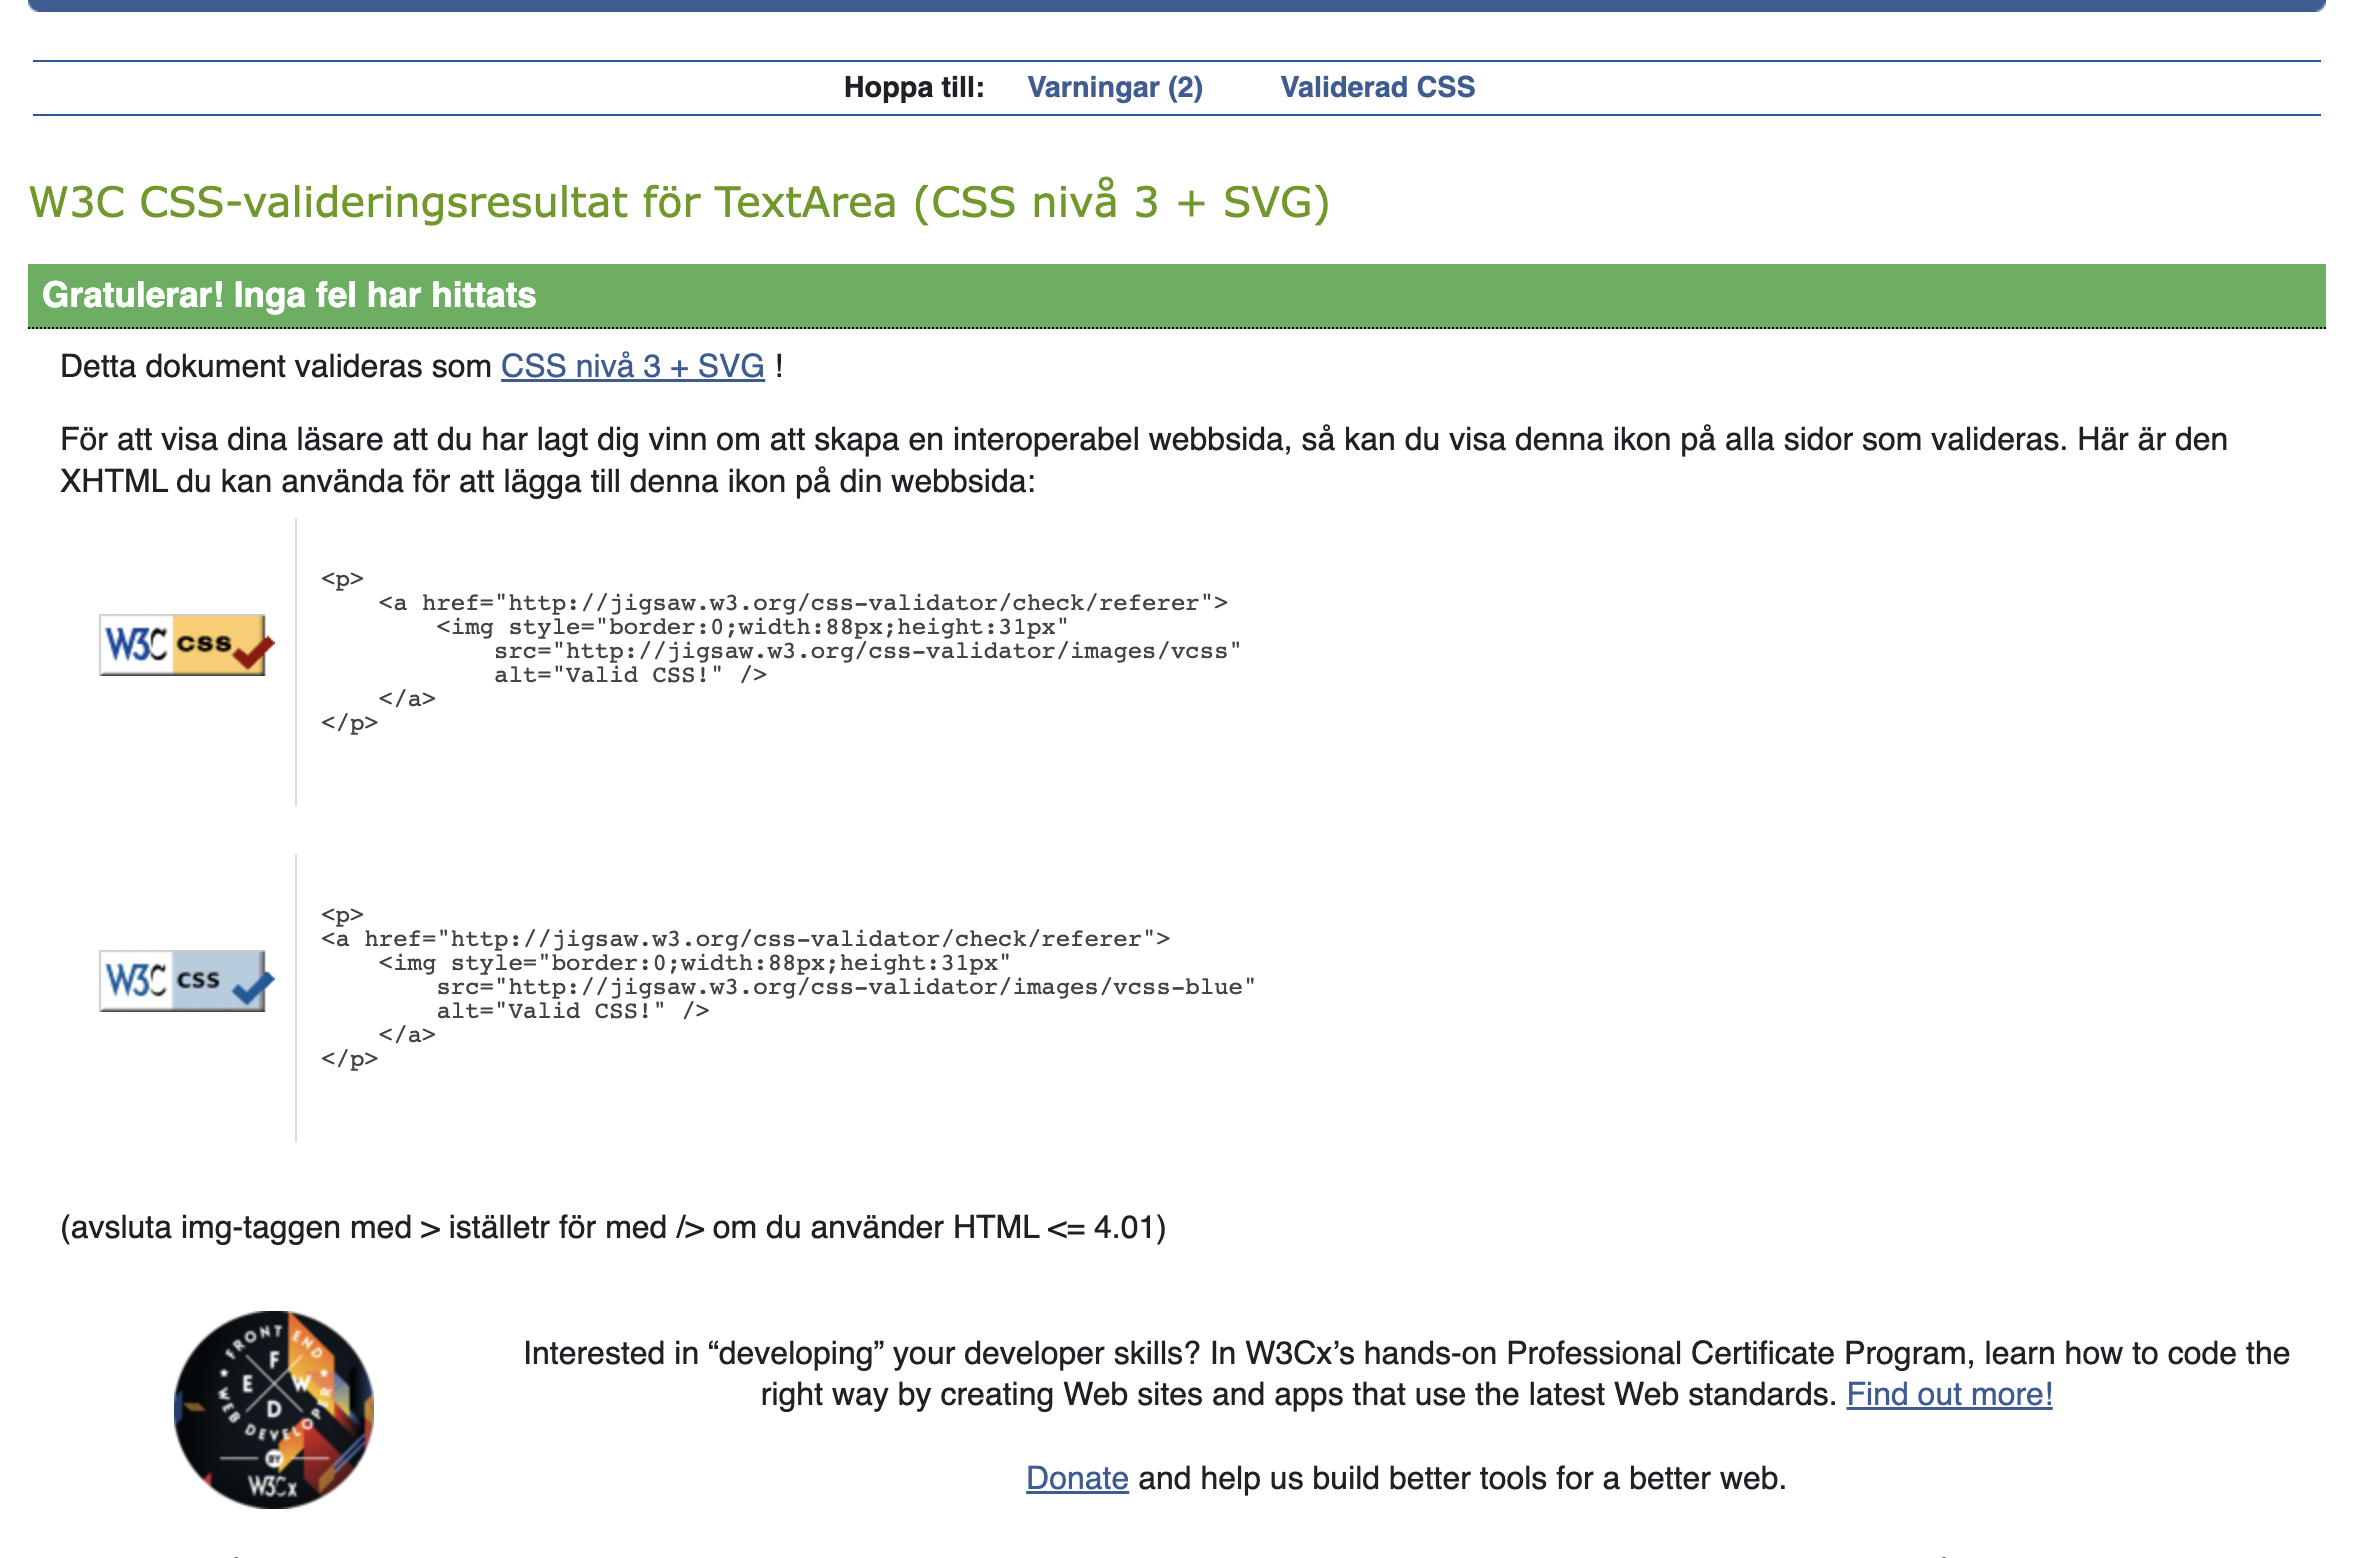 Hoppa till: Varningar (2) Validerad CSS
W3C CSS-valideringsresultat för TextArea (CSS nivå 3 + SVG)
Gratulerar! Inga fel har hittats
Detta dokument valideras som CSS nivå 3 + SVG !
För att visa dina läsare att du har lagt dig vinn om att skapa en interoperabel webbsida, så kan du visa denna ikon på alla sidor som valideras. Här är den
XHTML du kan använda för att lägga till denna ikon på din webbsida:
W3C css
<p>
    <a href="http://jigsaw.w3.org/css-validator/check/referer">
        <img style="border:0;width:88px;height:31px"
            src="http://jigsaw.w3.org/css-validator/images/vcss"
            alt="Valid CSS!" />
    </a>
</p>
W3C css
<p>
<a href="http://jigsaw.w3.org/css-validator/check/referer">
    <img style="border:0;width:88px;height:31px"
        src="http://jigsaw.w3.org/css-validator/images/vcss-blue"
        alt="Valid CSS!" />
    </a>
</p>
(avsluta img-taggen med > iställetr för med /> om du använder HTML <= 4.01)
FRONT END
F
E W
D
WEB DEVELOPER
BY
W3Cx
Interested in “developing” your developer skills? In W3Cx’s hands-on Professional Certificate Program, learn how to code the
right way by creating Web sites and apps that use the latest Web standards. Find out more!
Donate and help us build better tools for a better web.